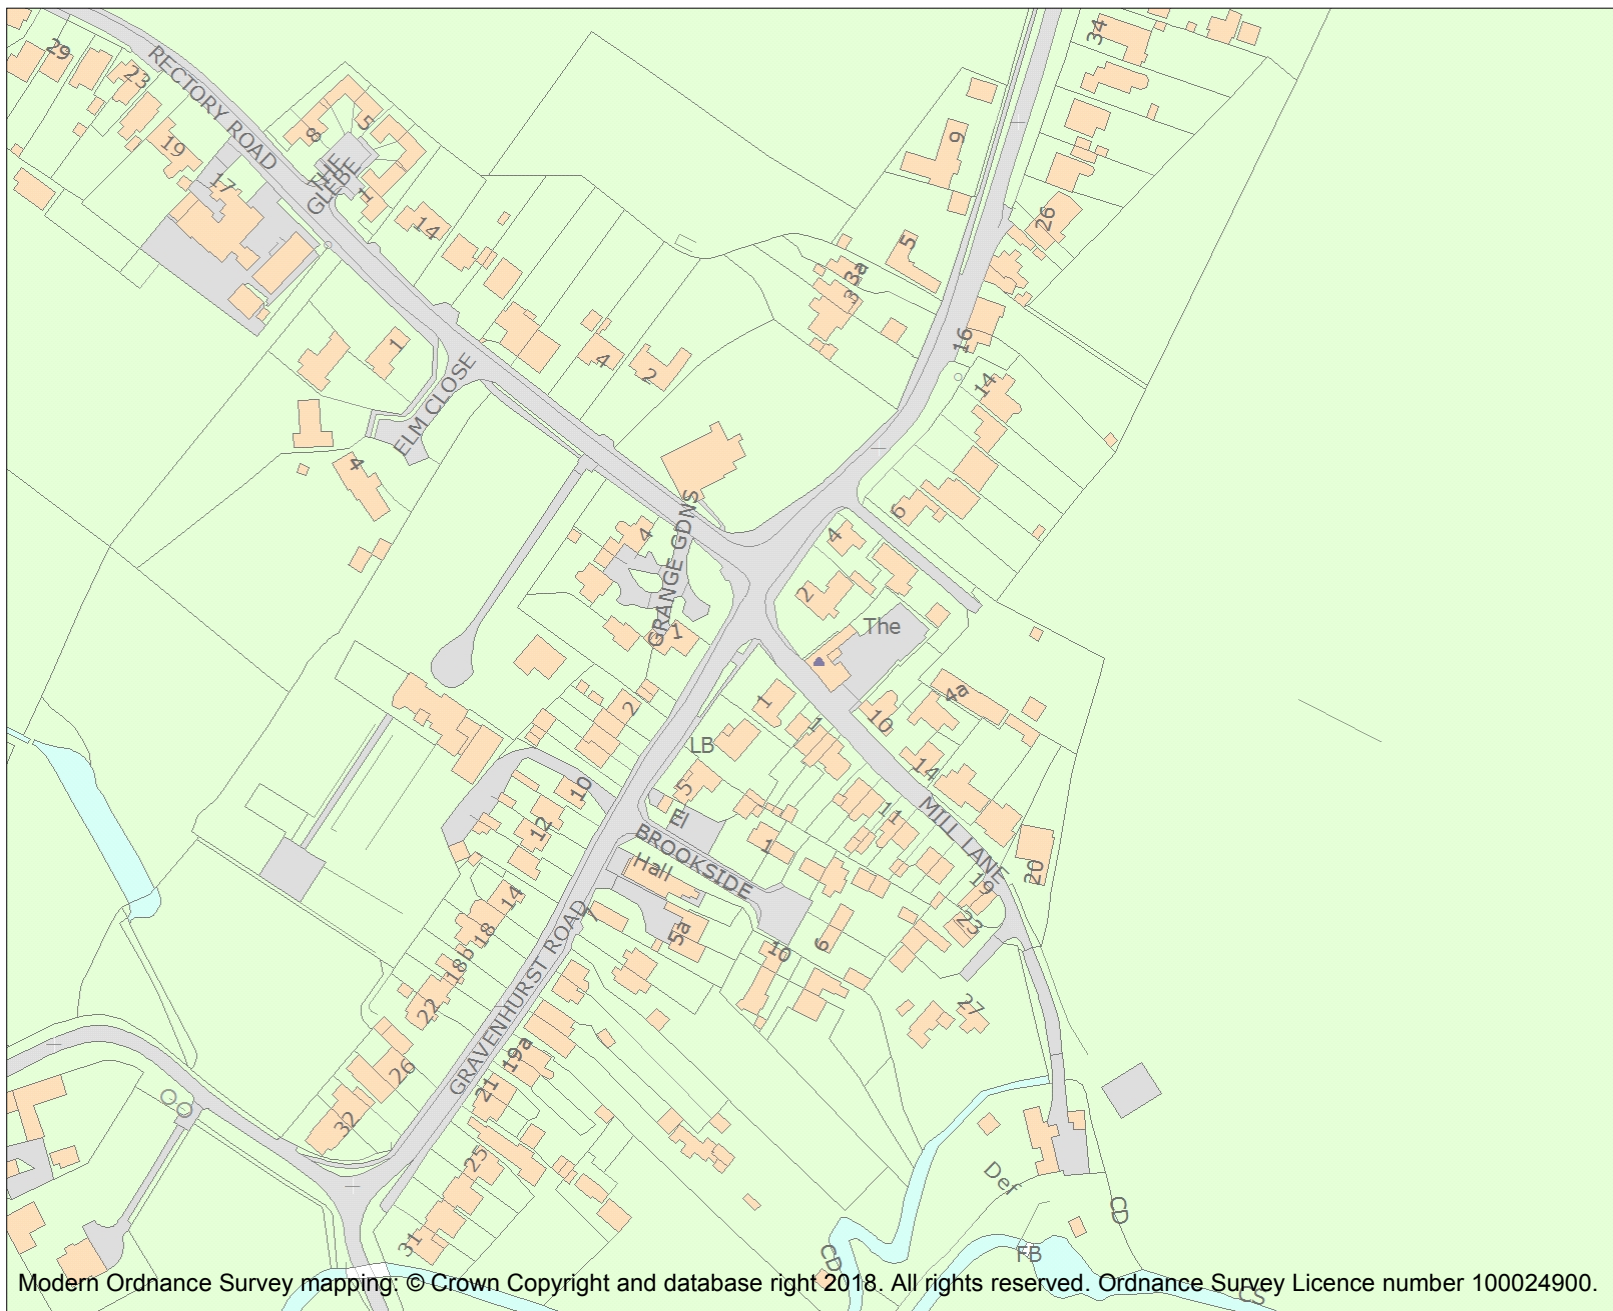 34
29
23
RECTORY ROAD
8
5
19
9
THE
GLEBE
17
1
14
26
5
3a
3
16
1
4
2
14
ELM CLOSE
4
6
GRANGE GDNS
4
4
2
1
The
4a
2
1
10
1
LB
14
5
10
11
MILL LANE
El
12
BROOKSIDE
1
Hall
20
19
14
7
23
18
5a
6
10
18b
GRAVENHURST ROAD
22
27
19a
26
21
32
25
Def
CD
31
CD
FB
CS
Modern Ordnance Survey mapping: © Crown Copyright and database right 2018. All rights reserved. Ordnance Survey Licence number 100024900.